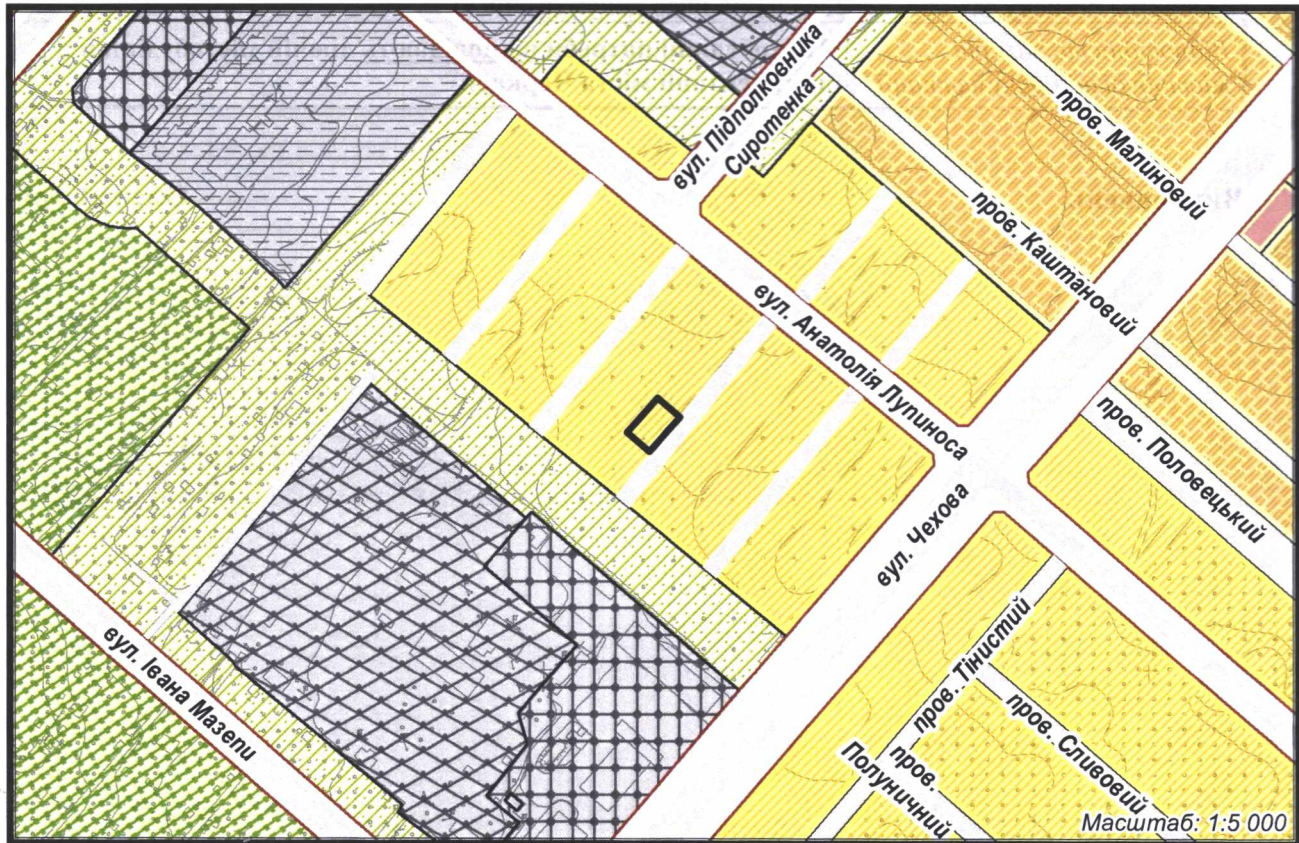 вул. Підполковника
Сиротенка
пров. Малиновий
пров. Каштановий
вул. Анатолія Лупиноса
пров. Половецький
вул. Чехова
пров. Тінистий
пров. Сливовий
пров.
Полуничний
вул. Івана Мазепи
Масштаб: 1:5 000